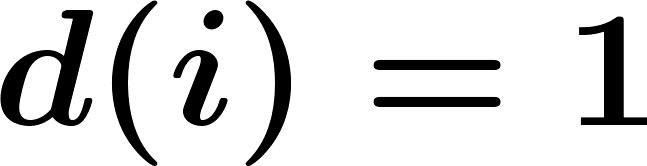 d(i) = 1